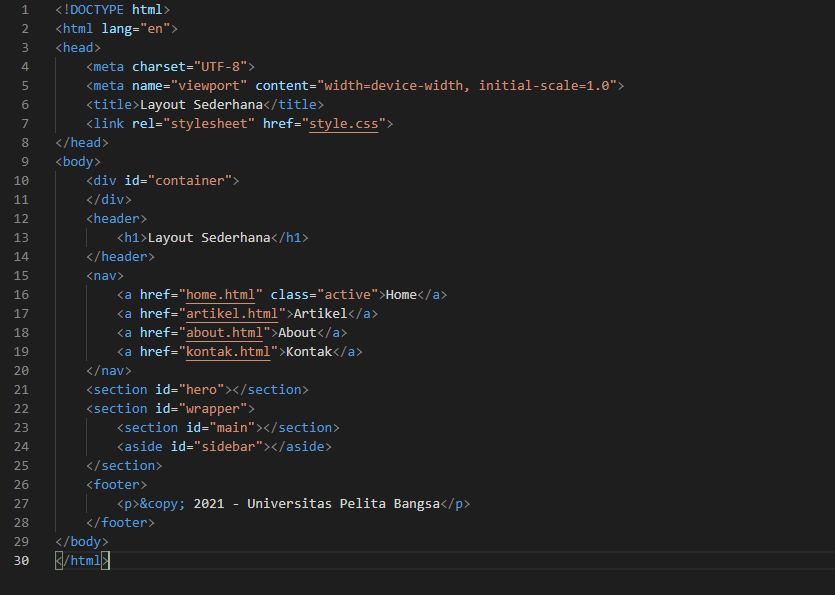 1 <!DOCTYPE html>
2 <html lang="en">
3 <head>
4     <meta charset="UTF-8">
5     <meta name="viewport" content="width=device-width, initial-scale=1.0">
6     <title>Layout Sederhana</title>
7     <link rel="stylesheet" href="style.css">
8 </head>
9 <body>
10     <div id="container">
11     </div>
12     <header>
13         <h1>Layout Sederhana</h1>
14     </header>
15     <nav>
16         <a href="home.html" class="active">Home</a>
17         <a href="artikel.html">Artikel</a>
18         <a href="about.html">About</a>
19         <a href="kontak.html">Kontak</a>
20     </nav>
21     <section id="hero"></section>
22     <section id="wrapper">
23         <section id="main"></section>
24         <aside id="sidebar"></aside>
25     </section>
26     <footer>
27         <p>&copy; 2021 - Universitas Pelita Bangsa</p>
28     </footer>
29 </body>
30 </html>